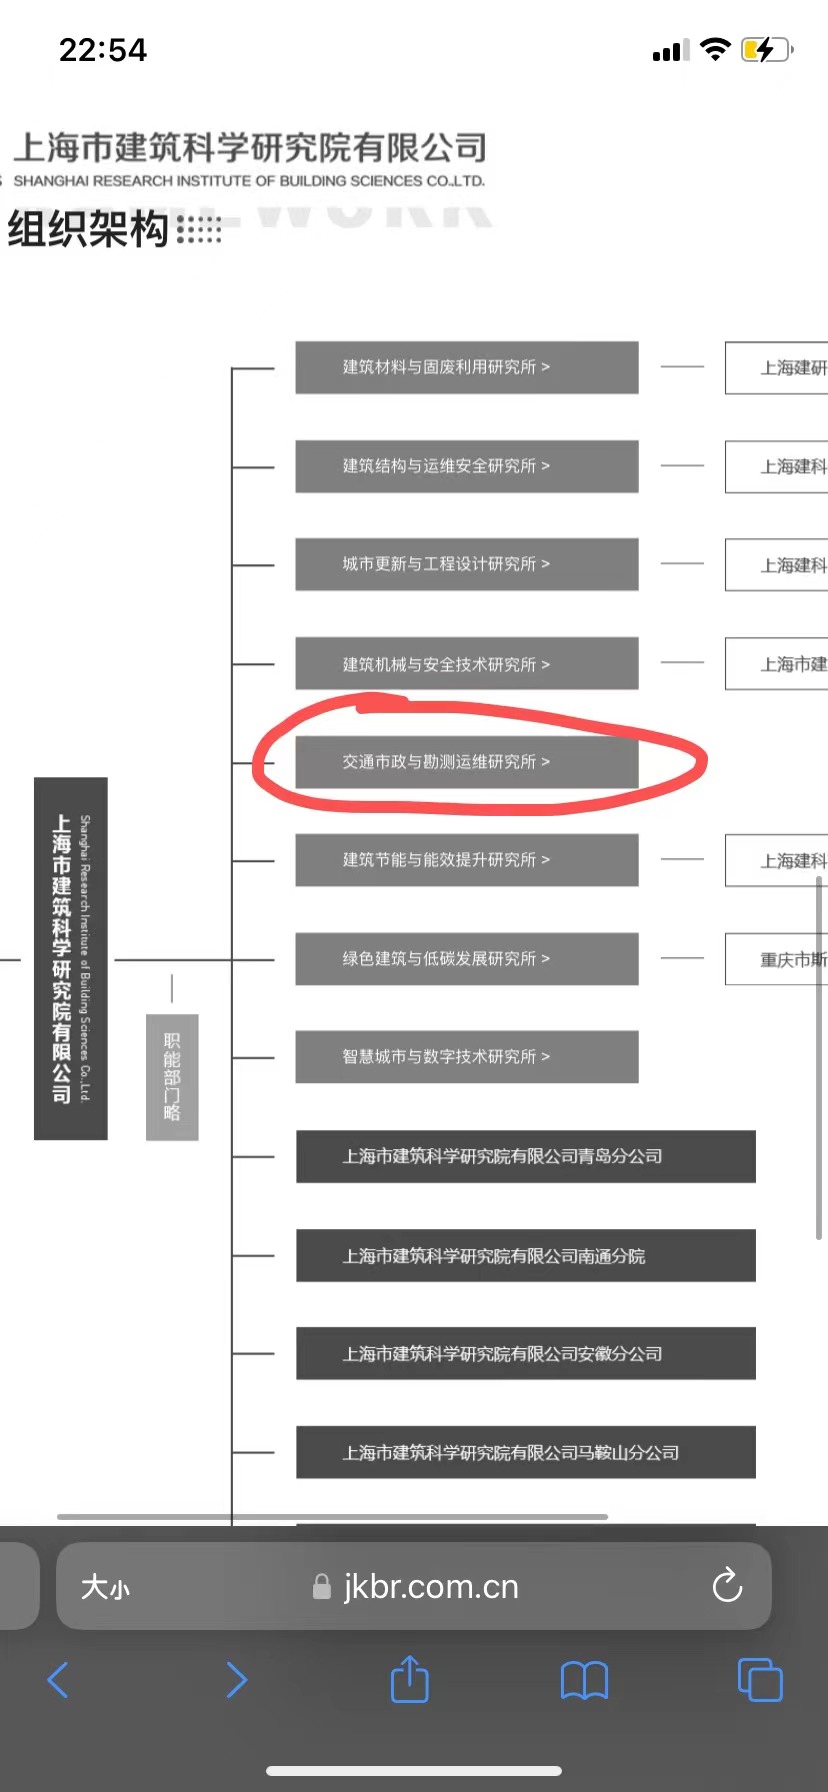 22:54
上海市建筑科学研究院有限公司
SHANGHAI RESEARCH INSTITUTE OF BUILDING SCIENCES CO.,LTD.
组织架构
建筑材料与固废利用研究所 >
上海建研
建筑结构与运维安全研究所 >
上海建科
城市更新与工程设计研究所 >
上海建科
建筑机械与安全技术研究所 >
上海市建
交通市政与勘测运维研究所 >
建筑节能与能效提升研究所 >
上海建科
绿色建筑与低碳发展研究所 >
重庆市斯
智慧城市与数字技术研究所 >
上海市建筑科学研究院有限公司
Shanghai Research Institute of Building Sciences Co.,Ltd.
职能部门略
上海市建筑科学研究院有限公司青岛分公司
上海市建筑科学研究院有限公司南通分院
上海市建筑科学研究院有限公司安徽分公司
上海市建筑科学研究院有限公司马鞍山分公司
大小
jkbr.com.cn